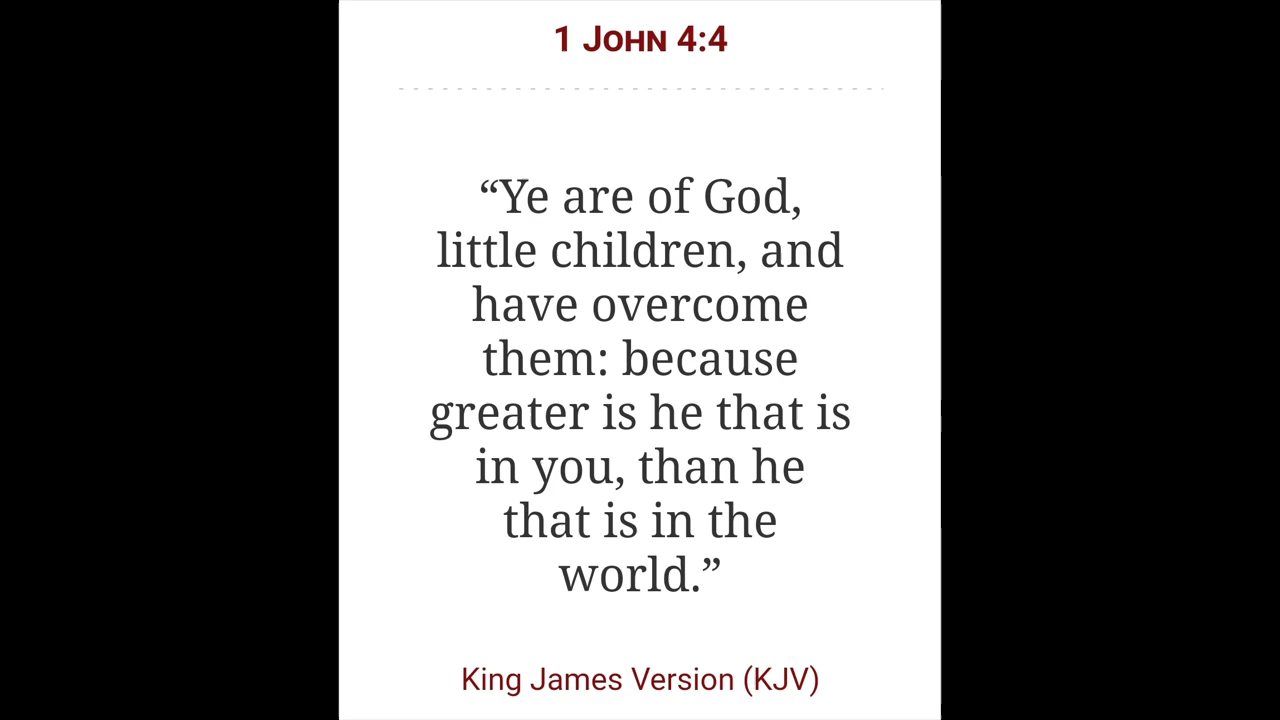 1 John 4:4
“Ye are of God,
little children, and
have overcome
them: because
greater is he that is
in you, than he
that is in the
world.”
King James Version (KJV)